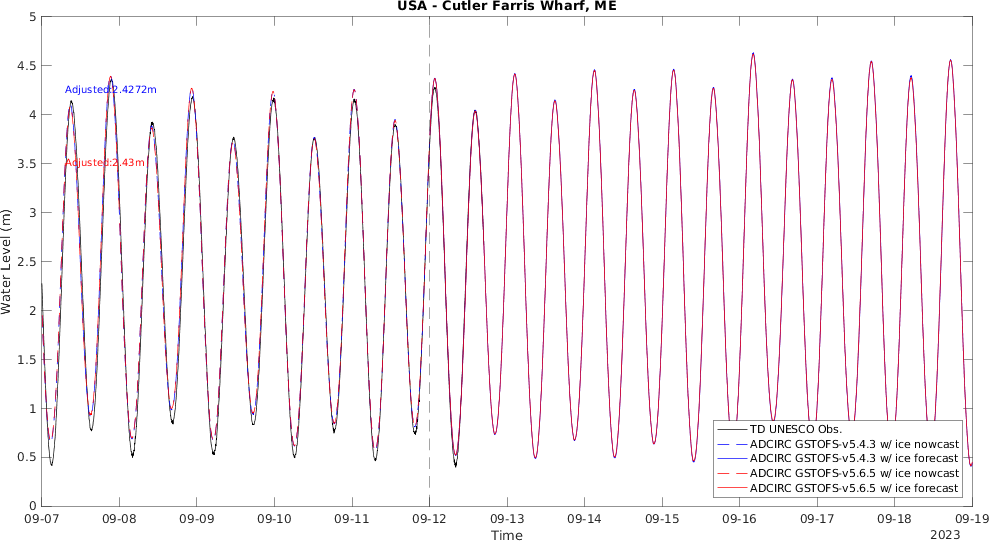 USA - Cutler Farris Wharf, ME
5
4.5
4
3.5
3
2.5
2
1.5
1
0.5
0
Water Level (m)
Adjusted:2.4272m
Adjusted:2.43m
TD UNESCO Obs.
ADCIRC GSTOFS-v5.4.3 w/ ice nowcast
ADCIRC GSTOFS-v5.4.3 w/ ice forecast
ADCIRC GSTOFS-v5.6.5 w/ ice nowcast
ADCIRC GSTOFS-v5.6.5 w/ ice forecast
09-07 09-08 09-09 09-10 09-11 09-12 09-13 09-14 09-15 09-16 09-17 09-18 09-19
Time
2023